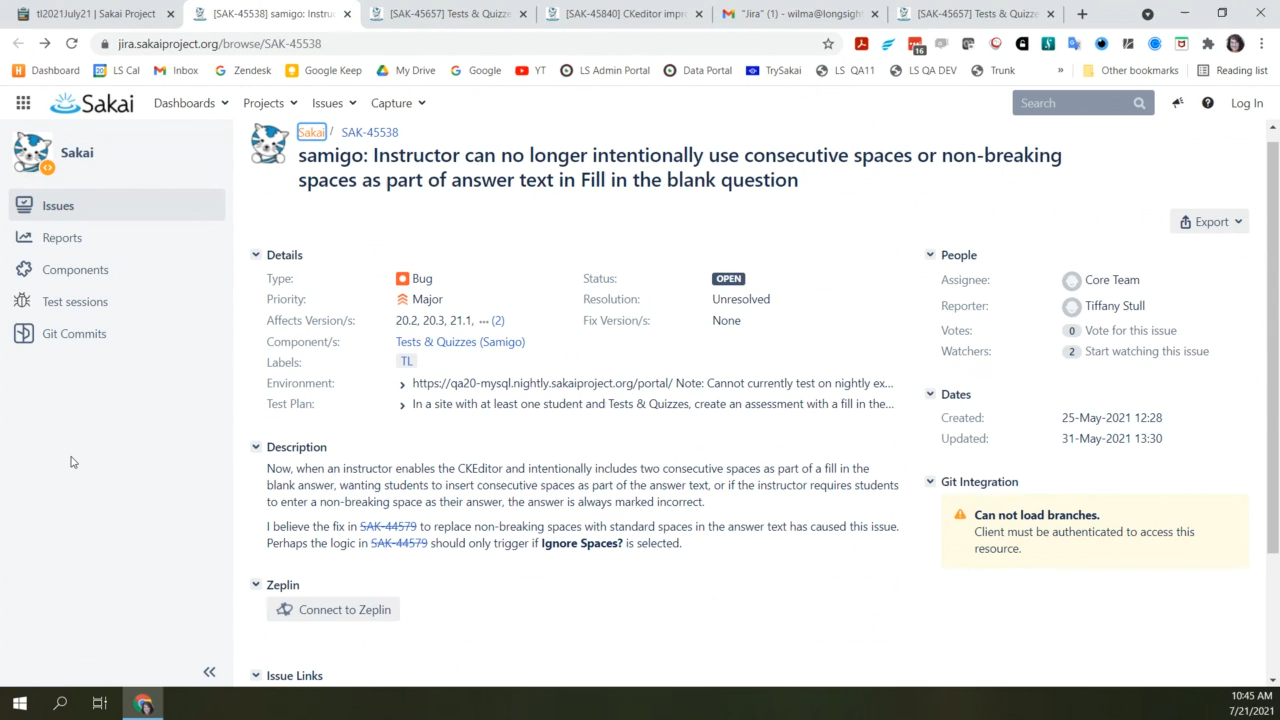 tl2021July21 | Sakai Project
[SAK-45538] samigo: Instru
[SAK-45657] Tests & Quizze
[SAK-45840] CKeditor impr
"Jira" (1) - wilma@longsigh
[SAK-45657] Tests & Quizze
jira.sakaiproject.org/browse/SAK-45538
16
Dashboard
LS Cal
Inbox
Zendesk
Google Keep
My Drive
Google
YT
LS Admin Portal
Data Portal
TrySakai
LS QA11
LS QA DEV
Trunk
»
Other bookmarks
Reading list
Sakai
Dashboards
Projects
Issues
Capture
Search
Log In
Sakai
Issues
Reports
Components
Test sessions
Git Commits
Sakai / SAK-45538
samigo: Instructor can no longer intentionally use consecutive spaces or non-breaking
spaces as part of answer text in Fill in the blank question
Export
Details
Type: Bug
Status: OPEN
Priority: Major
Resolution: Unresolved
Affects Version/s: 20.2, 20.3, 21.1, ... (2)
Fix Version/s: None
Component/s: Tests & Quizzes (Samigo)
Labels: TL
Environment: https://qa20-mysql.nightly.sakaiproject.org/portal/ Note: Cannot currently test on nightly ex...
Test Plan: In a site with at least one student and Tests & Quizzes, create an assessment with a fill in the...
Description
Now, when an instructor enables the CKEditor and intentionally includes two consecutive spaces as part of a fill in the
blank answer, wanting students to insert consecutive spaces as part of the answer text, or if the instructor requires students
to enter a non-breaking space as their answer, the answer is always marked incorrect.
I believe the fix in SAK-44579 to replace non-breaking spaces with standard spaces in the answer text has caused this issue.
Perhaps the logic in SAK-44579 should only trigger if Ignore Spaces? is selected.
Zeplin
Connect to Zeplin
Issue Links
People
Assignee: Core Team
Reporter: Tiffany Stull
Votes: 0 Vote for this issue
Watchers: 2 Start watching this issue
Dates
Created: 25-May-2021 12:28
Updated: 31-May-2021 13:30
Git Integration
Can not load branches.
Client must be authenticated to access this
resource.
10:45 AM
7/21/2021